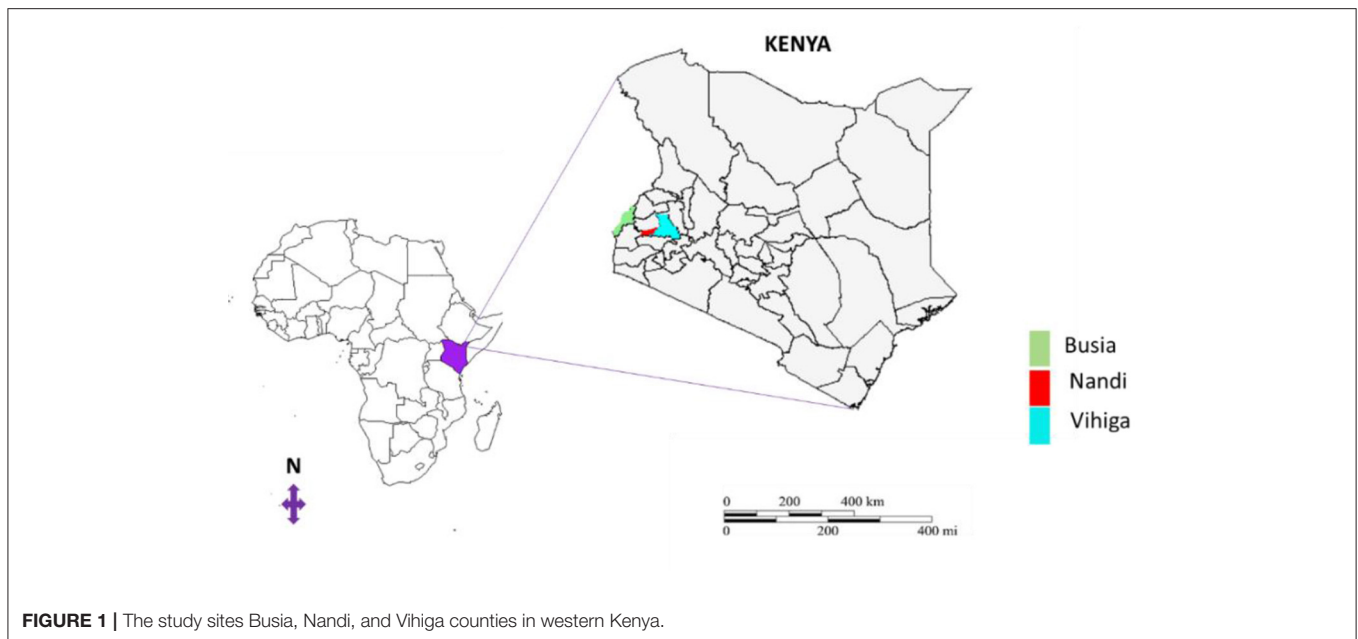 KENYA
Busia
Nandi
Vihiga
N
0 200 400 km
0 200 400 mi
FIGURE 1 | The study sites Busia, Nandi, and Vihiga counties in western Kenya.